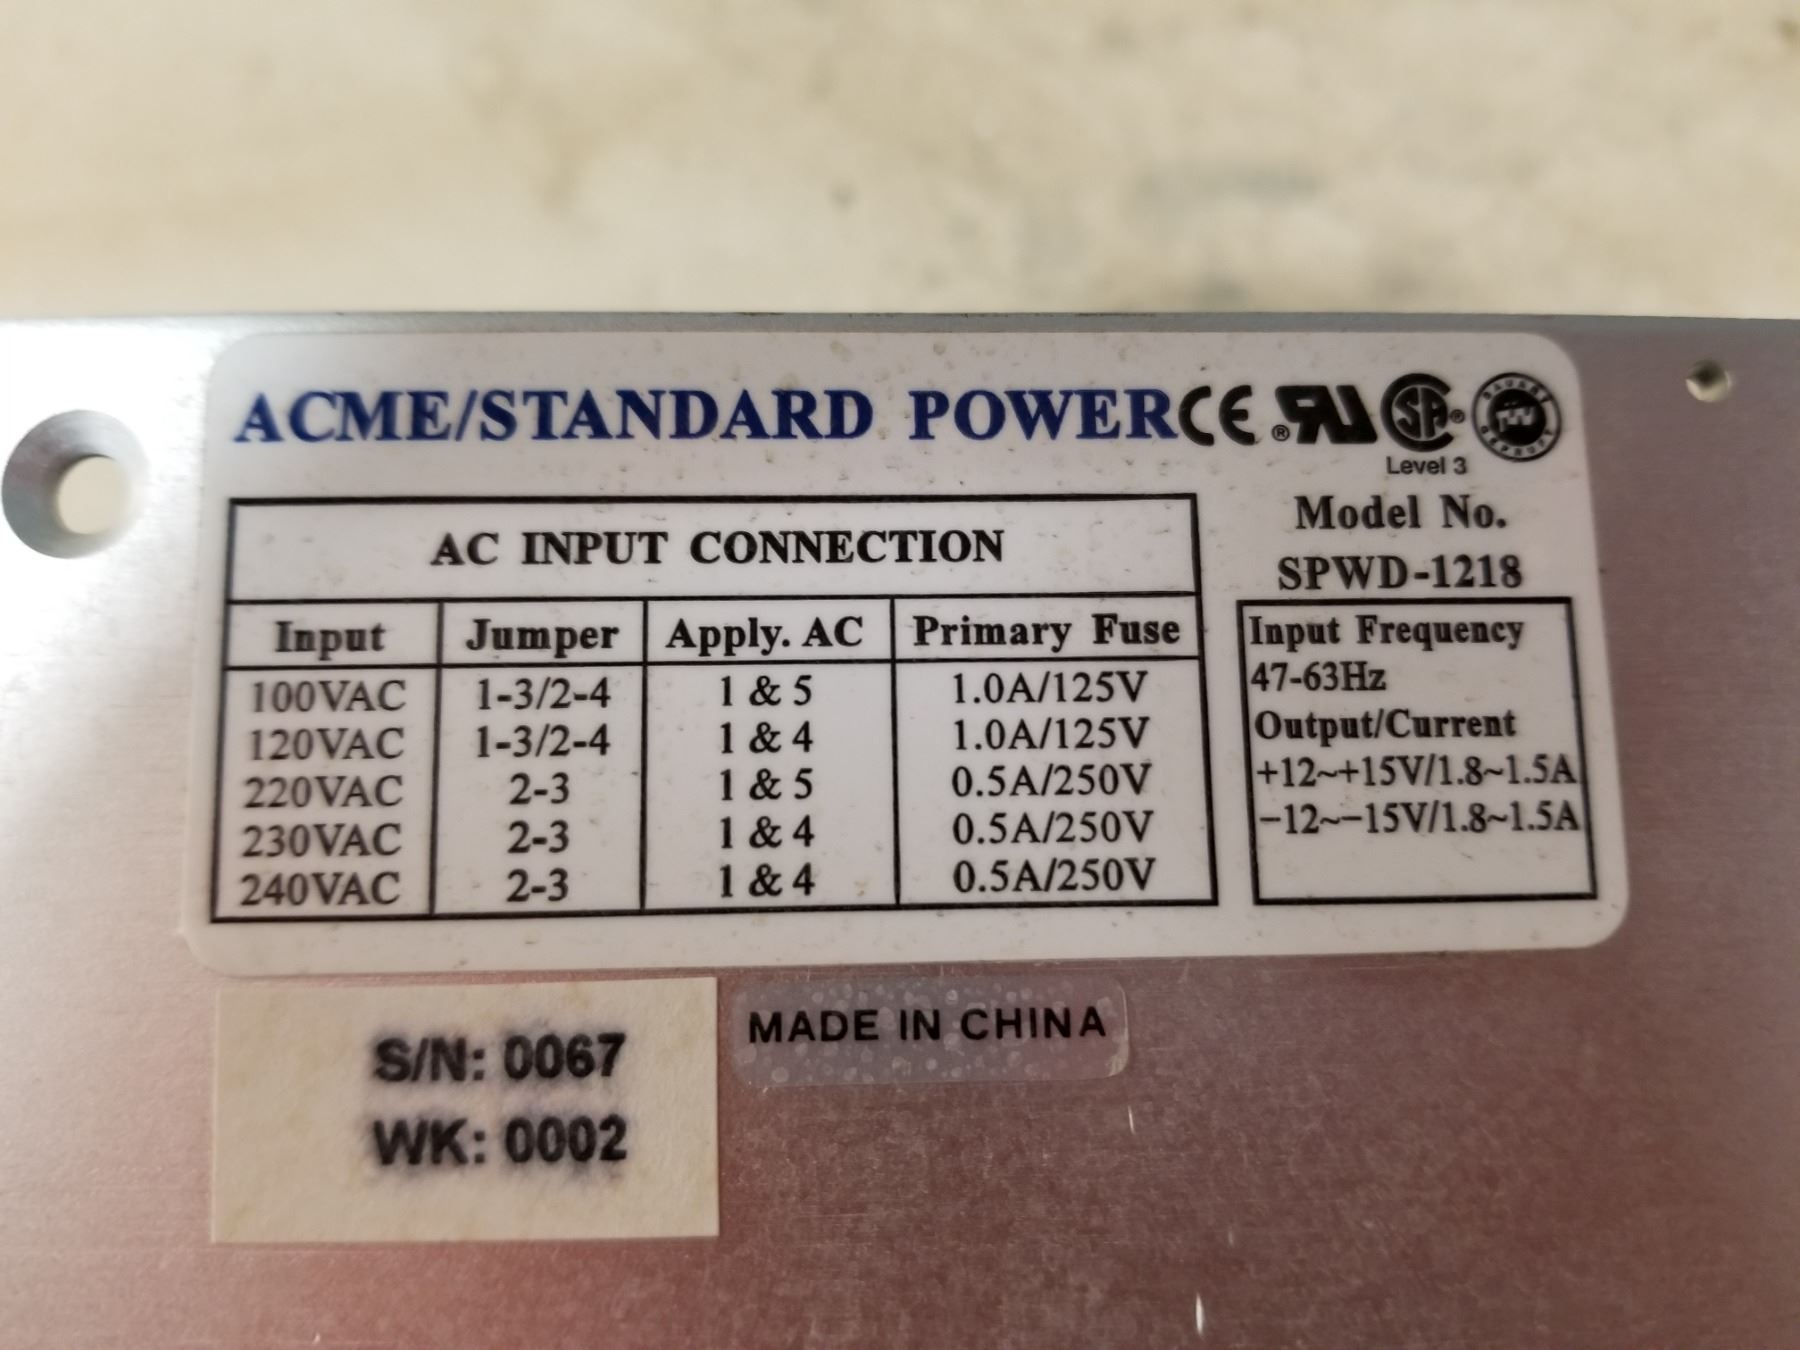 ACME/STANDARD POWER CE ® SA®
Level 3
BAUART GEPRÜFT
AC INPUT CONNECTION
Input Jumper Apply. AC Primary Fuse
100VAC 1-3/2-4 1 & 5 1.0A/125V
120VAC 1-3/2-4 1 & 4 1.0A/125V
220VAC 2-3 1 & 5 0.5A/250V
230VAC 2-3 1 & 4 0.5A/250V
240VAC 2-3 1 & 4 0.5A/250V
Model No.
SPWD-1218
Input Frequency
47-63Hz
Output/Current
+12~+15V/1.8~1.5A
−12~−15V/1.8~1.5A
S/N: 0067
WK: 0002
MADE IN CHINA